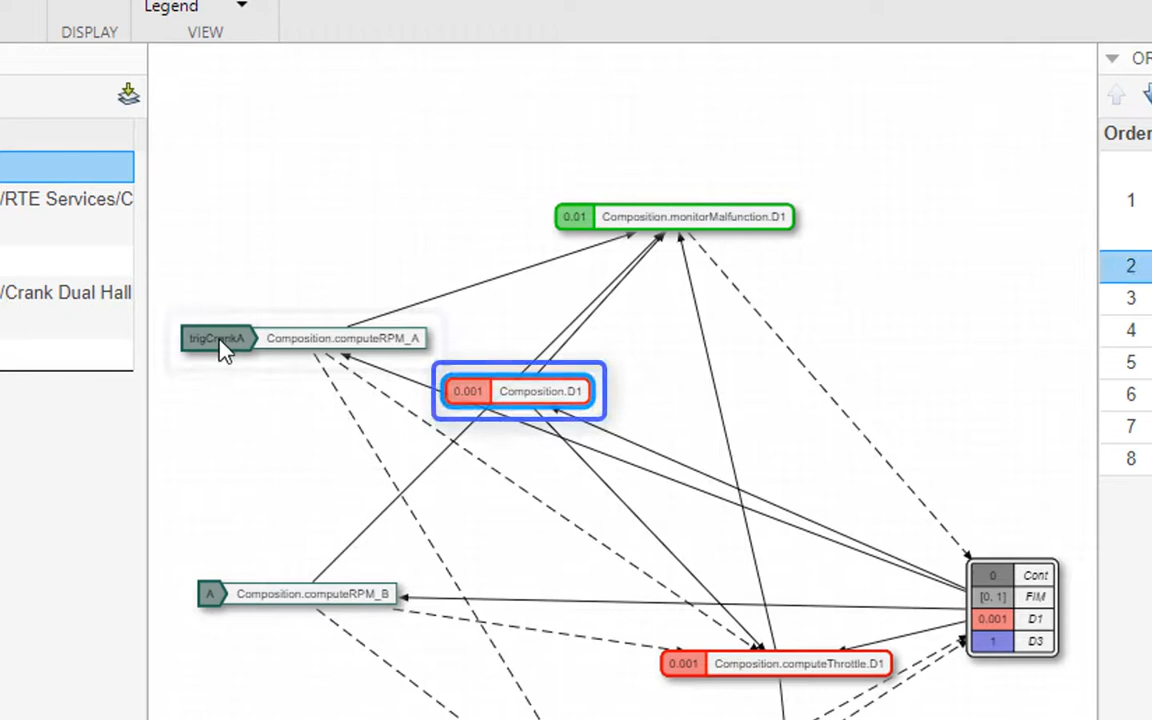 Legend
DISPLAY
VIEW
OR
Order
/RTE Services/C
/Crank Dual Hall
1
2
3
4
5
6
7
8
0.01 Composition.monitorMalfunction.D1
trigCrankA Composition.computeRPM_A
0.001 Composition.D1
A Composition.computeRPM_B
0.001 Composition.computeThrottle.D1
0 Cont
[0, 1] FIM
0.001 D1
1 D3